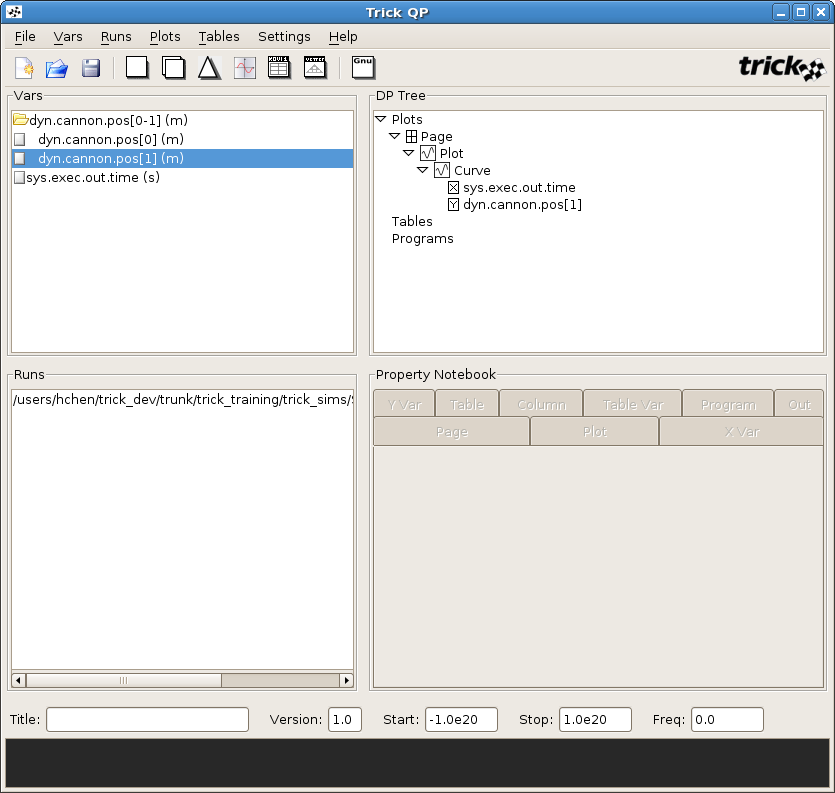 Trick QP
File Vars Runs Plots Tables Settings Help
Gnu
trick
Vars
dyn.cannon.pos[0-1] (m)
dyn.cannon.pos[0] (m)
dyn.cannon.pos[1] (m)
sys.exec.out.time (s)
DP Tree
Plots
Page
Plot
Curve
X sys.exec.out.time
Y dyn.cannon.pos[1]
Tables
Programs
Runs
/users/hchen/trick_dev/trunk/trick_training/trick_sims/
Property Notebook
Y Var Table Column Table Var Program Out
Page Plot X Var
Title: Version: 1.0 Start: -1.0e20 Stop: 1.0e20 Freq: 0.0